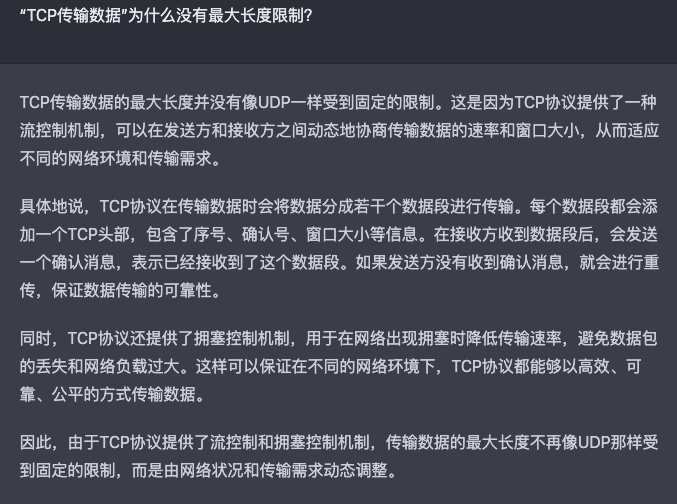 “TCP传输数据”为什么没有最大长度限制?
TCP传输数据的最大长度并没有像UDP一样受到固定的限制。这是因为TCP协议提供了一种
流控制机制，可以在发送方和接收方之间动态地协商传输数据的速率和窗口大小，从而适应
不同的网络环境和传输需求。
具体地说，TCP协议在传输数据时会将数据分成若干个数据段进行传输。每个数据段都会添
加一个TCP头部，包含了序号、确认号、窗口大小等信息。在接收方收到数据段后，会发送
一个确认消息，表示已经接收到了这个数据段。如果发送方没有收到确认消息，就会进行重
传，保证数据传输的可靠性。
同时，TCP协议还提供了拥塞控制机制，用于在网络出现拥塞时降低传输速率，避免数据包
的丢失和网络负载过大。这样可以保证在不同的网络环境下，TCP协议都能够以高效、可
靠、公平的方式传输数据。
因此，由于TCP协议提供了流控制和拥塞控制机制，传输数据的最大长度不再像UDP那样受
到固定的限制，而是由网络状况和传输需求动态调整。